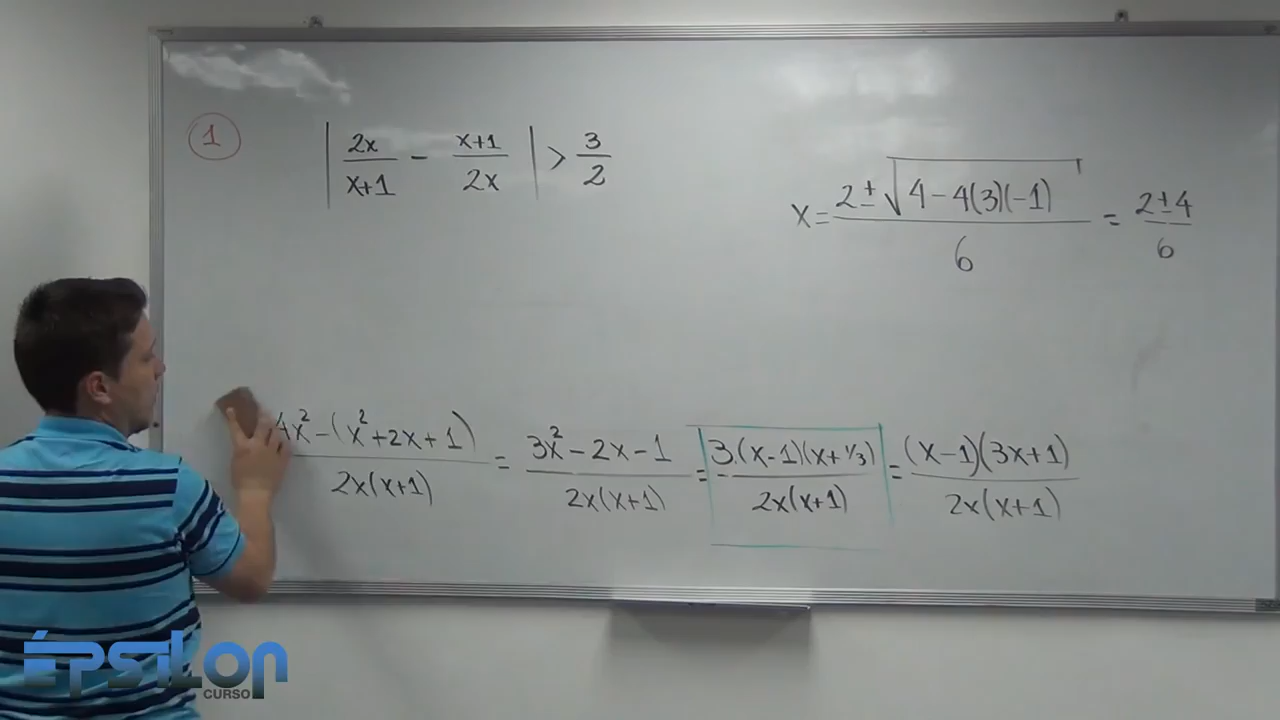 1
| 2x/(x+1) - (x+1)/2x | > 3/2
x = (2 ± √(4 - 4(3)(-1)))/6 = (2 ± 4)/6
(4x² - (x² + 2x + 1))/(2x(x+1)) = (3x² - 2x - 1)/(2x(x+1)) = (3.(x-1)(x+1/3))/(2x(x+1)) = ((x-1)(3x+1))/(2x(x+1))
ÉPSILON
CURSO